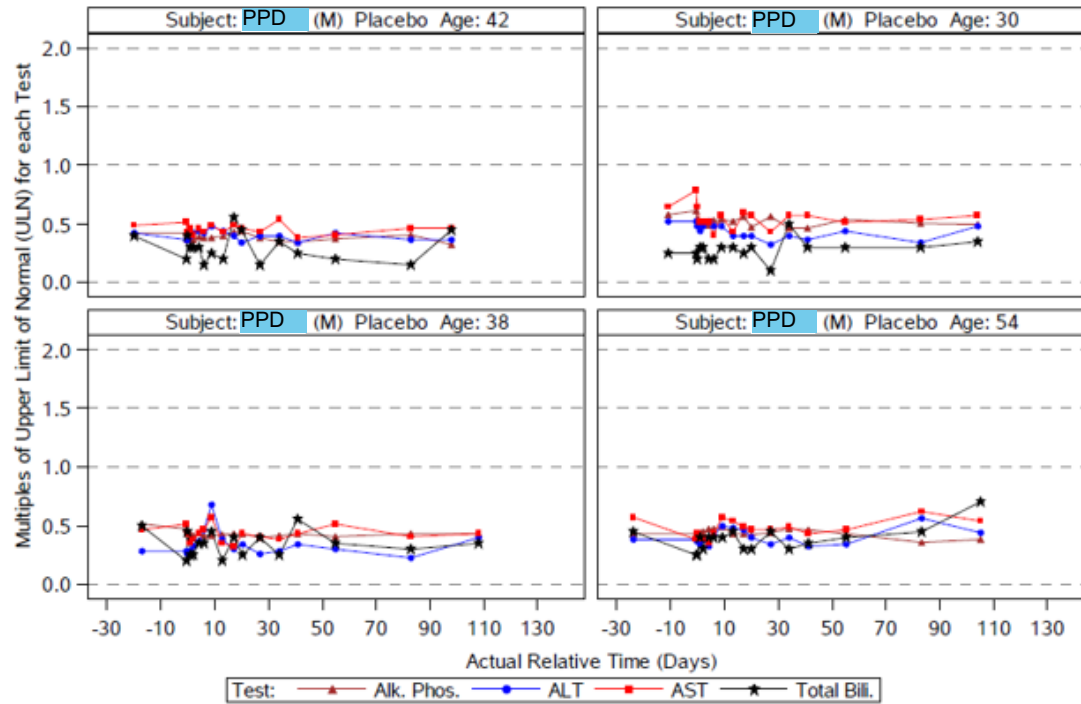 Subject: PPD (M) Placebo Age: 42
Subject: PPD (M) Placebo Age: 30
Multiples of Upper Limit of Normal (ULN) for each Test
2.0
1.5
1.0
0.5
0.0
Subject: PPD (M) Placebo Age: 38
Subject: PPD (M) Placebo Age: 54
2.0
1.5
1.0
0.5
0.0
-30 -10 10 30 50 70 90 110 130
-30 -10 10 30 50 70 90 110 130
Actual Relative Time (Days)
Test: Alk. Phos. ALT AST Total Bili.